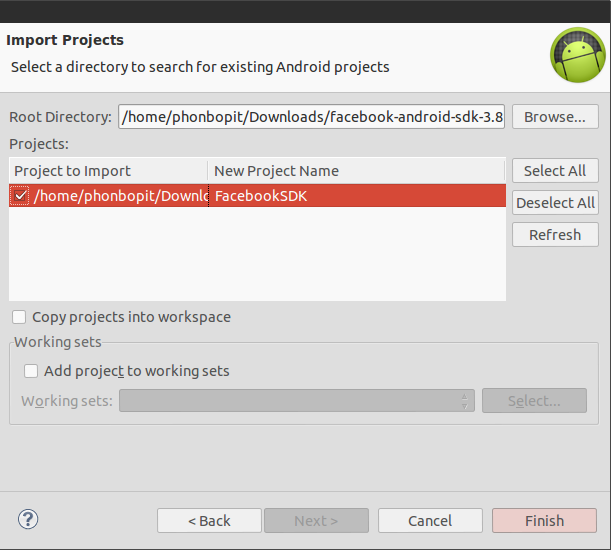 Import Projects
Select a directory to search for existing Android projects
Root Directory: /home/phonbopit/Downloads/facebook-android-sdk-3.8 Browse...
Projects:
Project to Import New Project Name Select All
/home/phonbopit/Downlo FacebookSDK
Deselect All
Refresh
Copy projects into workspace
Working sets
Add project to working sets
Working sets: Select...
?
< Back Next > Cancel Finish